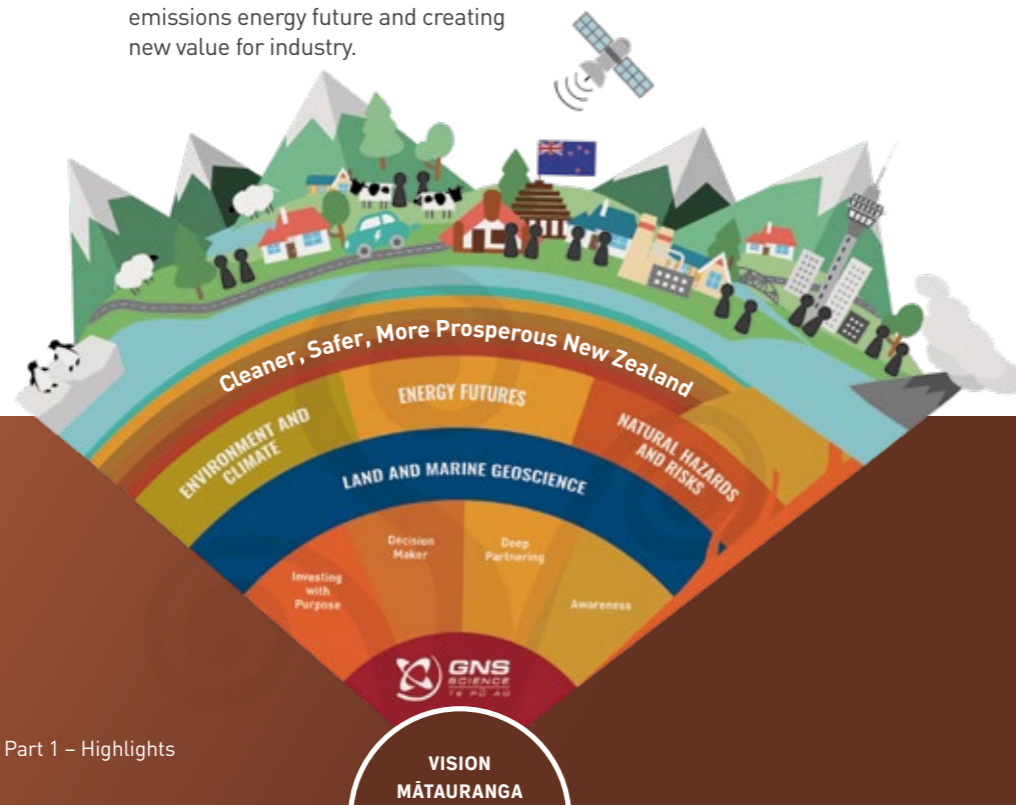 emissions energy future and creating
new value for industry.
Cleaner, Safer, More Prosperous New Zealand
ENVIRONMENT AND
CLIMATE
ENERGY FUTURES
NATURAL HAZARDS
AND RISKS
LAND AND MARINE GEOSCIENCE
Investing
with
Purpose
Decision
Maker
Deep
Partnering
Awareness
GNS
SCIENCE
TE PŪ AO
Part 1 – Highlights
VISION
MĀTAURANGA